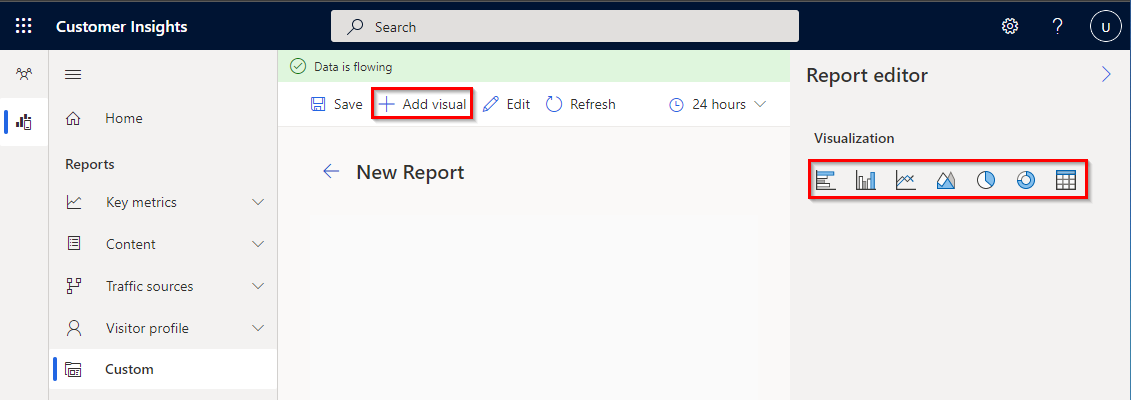 Customer Insights
Search
?
U
Data is flowing
Save
Add visual
Edit
Refresh
24 hours
Report editor
Home
Visualization
Reports
New Report
Key metrics
Content
Traffic sources
Visitor profile
Custom